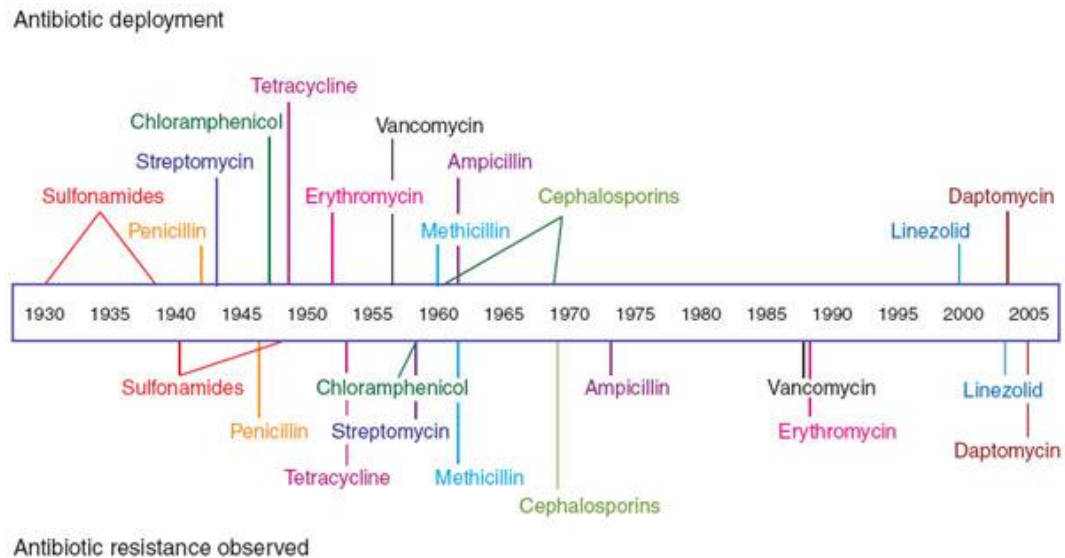 Antibiotic deployment
Tetracycline
Chloramphenicol
Vancomycin
Streptomycin
Ampicillin
Sulfonamides
Erythromycin
Cephalosporins
Daptomycin
Penicillin
Methicillin
Linezolid
1930 1935 1940 1945 1950 1955 1960 1965 1970 1975 1980 1985 1990 1995 2000 2005
Sulfonamides
Chloramphenicol
Ampicillin
Vancomycin
Linezolid
Penicillin
Streptomycin
Erythromycin
Daptomycin
Tetracycline
Methicillin
Cephalosporins
Antibiotic resistance observed